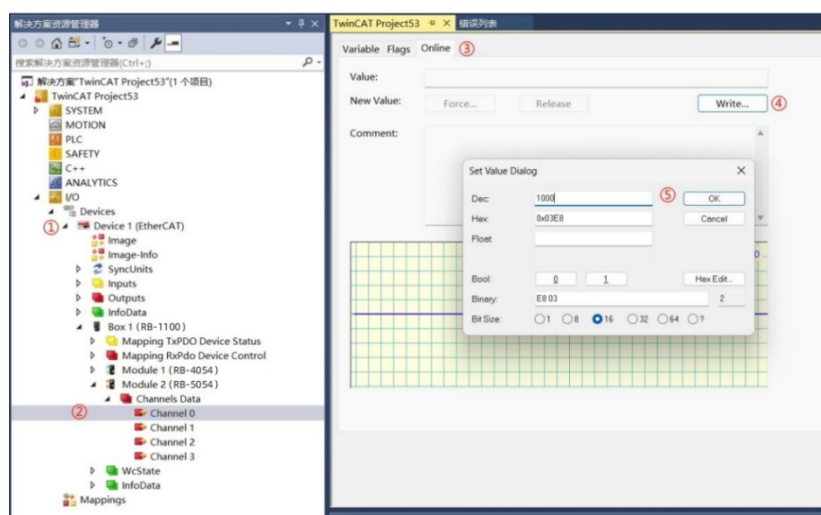 解决方案资源管理器
搜索解决方案资源管理器(Ctrl+;)
解决方案"TwinCAT Project53"(1 个项目)
TwinCAT Project53
SYSTEM
MOTION
PLC
SAFETY
C++
ANALYTICS
I/O
Devices
① Device 1 (EtherCAT)
Image
Image-Info
SyncUnits
Inputs
Outputs
InfoData
Box 1 (RB-1100)
Mapping TxPDO Device Status
Mapping RxPdo Device Control
Module 1 (RB-4054)
Module 2 (RB-5054)
Channels Data
② Channel 0
Channel 1
Channel 2
Channel 3
WcState
InfoData
Mappings
TwinCAT Project53 错误列表
Variable Flags Online ③
Value:
New Value: Force... Release Write... ④
Comment:
Set Value Dialog
Dec: 1000 ⑤ OK
Hex: 0x03E8 Cancel
Float:
Bool: 0 1 Hex Edit...
Binary: E8 03 2
Bit Size: 1 8 16 32 64 ?